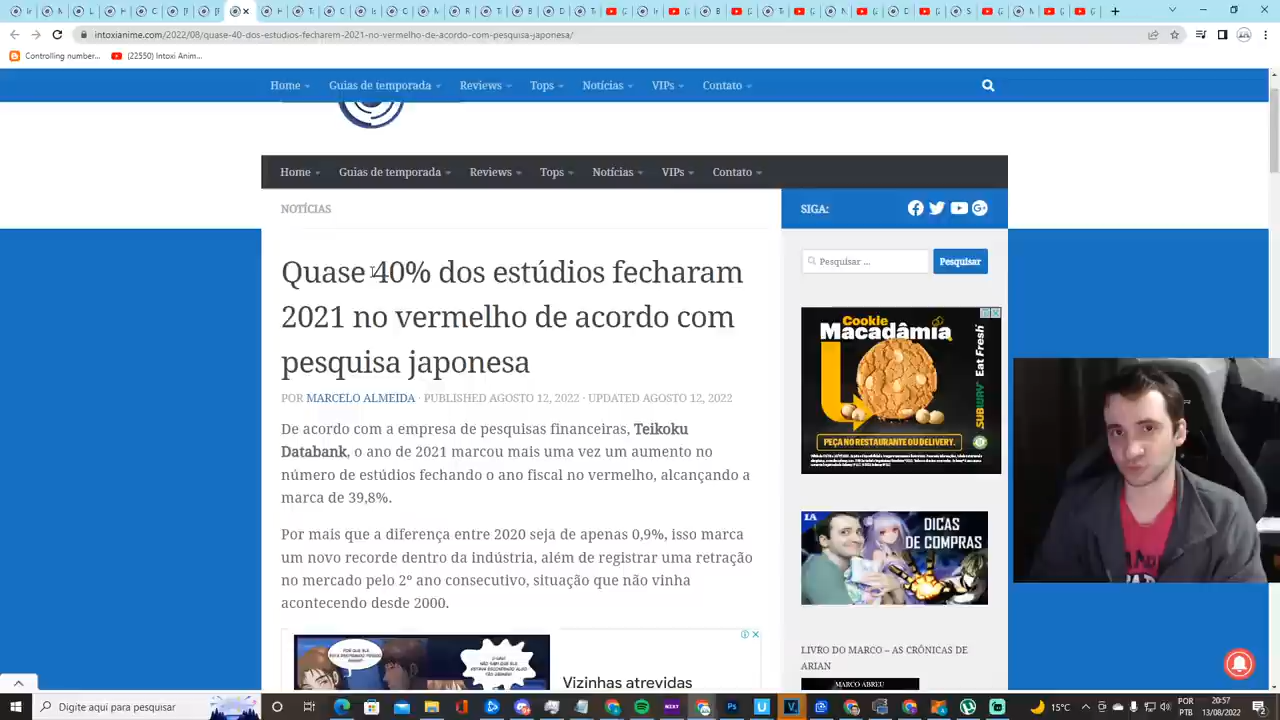 intoxianime.com/2022/08/quase-40-dos-estudios-fecharem-2021-no-vermelho-de-acordo-com-pesquisa-japonesa/
Controlling number...
(22550) Intoxi Anim...
Home
Guias de temporada
Reviews
Tops
Notícias
VIPs
Contato
Home
Guias de temporada
Reviews
Tops
Notícias
VIPs
Contato
NOTÍCIAS
SIGA:
Quase 40% dos estúdios fecharam
2021 no vermelho de acordo com
pesquisa japonesa
POR MARCELO ALMEIDA · PUBLISHED AGOSTO 12, 2022 · UPDATED AGOSTO 12, 2022
De acordo com a empresa de pesquisas financeiras, Teikoku
Databank, o ano de 2021 marcou mais uma vez um aumento no
número de estúdios fechando o ano fiscal no vermelho, alcançando a
marca de 39,8%.
Por mais que a diferença entre 2020 seja de apenas 0,9%, isso marca
um novo recorde dentro da indústria, além de registrar uma retração
no mercado pelo 2º ano consecutivo, situação que não vinha
acontecendo desde 2000.
Vizinhas atrevidas
Pesquisar ...
Pesquisar
Cookie
Macadâmia
Eat Fresh
SUBWAY
PEÇA NO RESTAURANTE OU DELIVERY.
IA
DICAS
DE COMPRAS
LIVRO DO MARCO – AS CRÔNICAS DE
ARIAN
MARCO ABREU
Digite aqui para pesquisar
NEXT
15°C
POR
PTB
20:57
13/08/2022